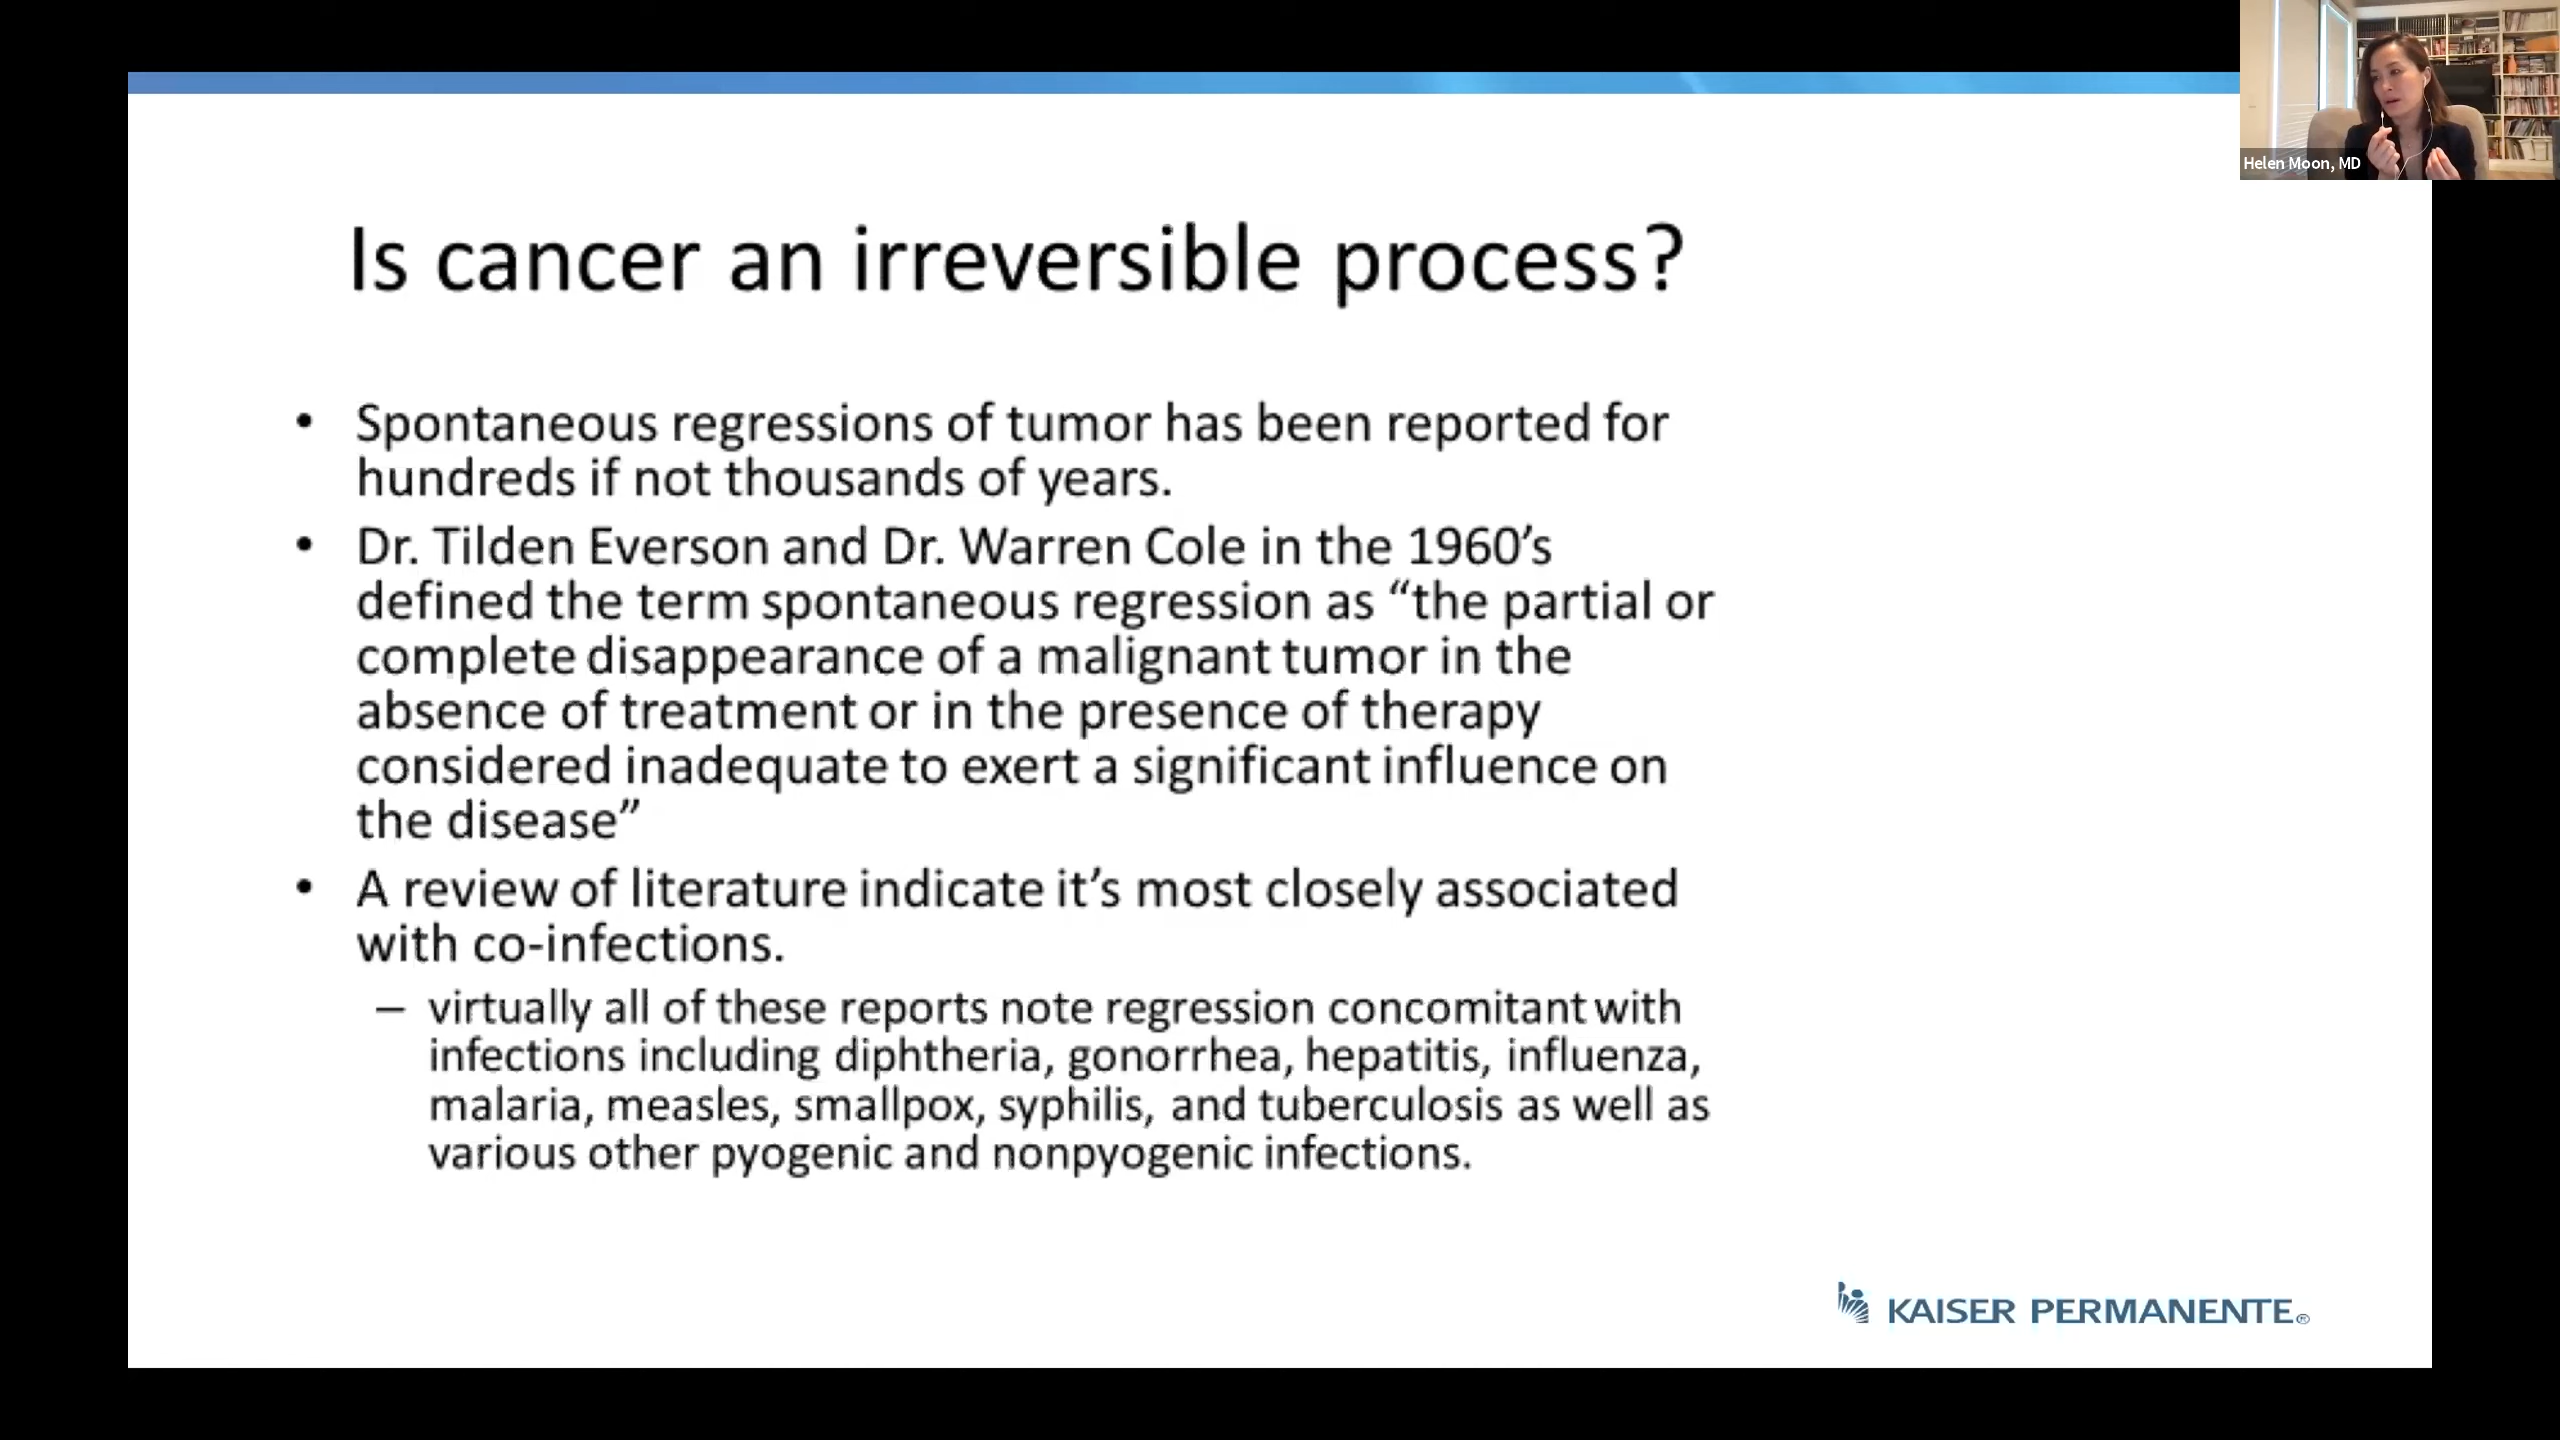 Helen Moon, MD
Is cancer an irreversible process?
• Spontaneous regressions of tumor has been reported for
hundreds if not thousands of years.
• Dr. Tilden Everson and Dr. Warren Cole in the 1960’s
defined the term spontaneous regression as “the partial or
complete disappearance of a malignant tumor in the
absence of treatment or in the presence of therapy
considered inadequate to exert a significant influence on
the disease”
• A review of literature indicate it’s most closely associated
with co-infections.
– virtually all of these reports note regression concomitant with
infections including diphtheria, gonorrhea, hepatitis, influenza,
malaria, measles, smallpox, syphilis, and tuberculosis as well as
various other pyogenic and nonpyogenic infections.
KAISER PERMANENTE®